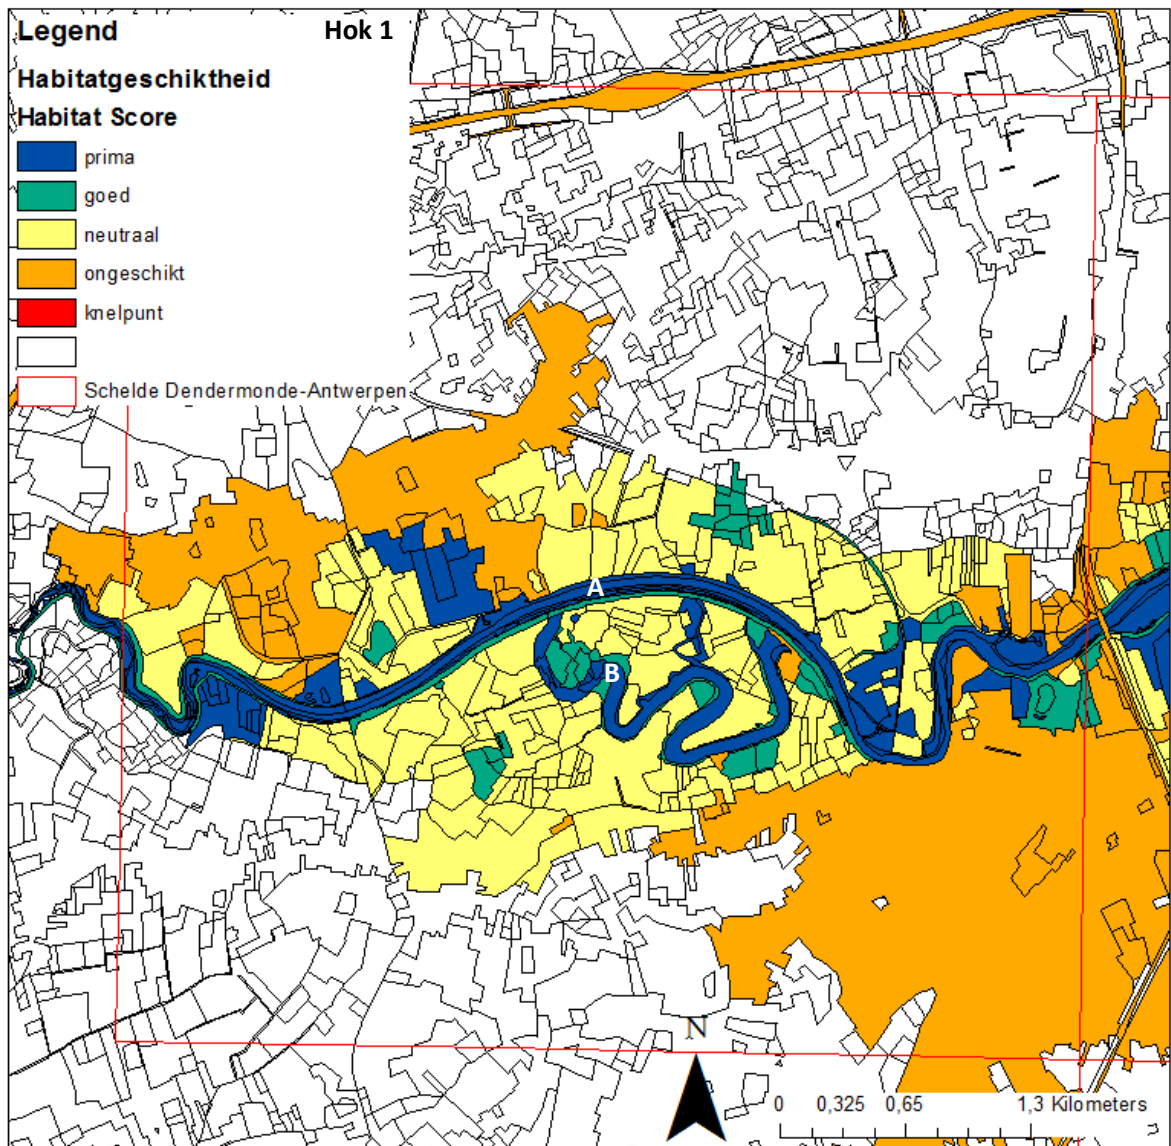 Legend
Hok 1
Habitatgeschiktheid
Habitat Score
prima
goed
neutraal
ongeschikt
knelpunt
Schelde Dendermonde-Antwerpen
A
B
N
0 0,325 0,65 1,3 Kilometers